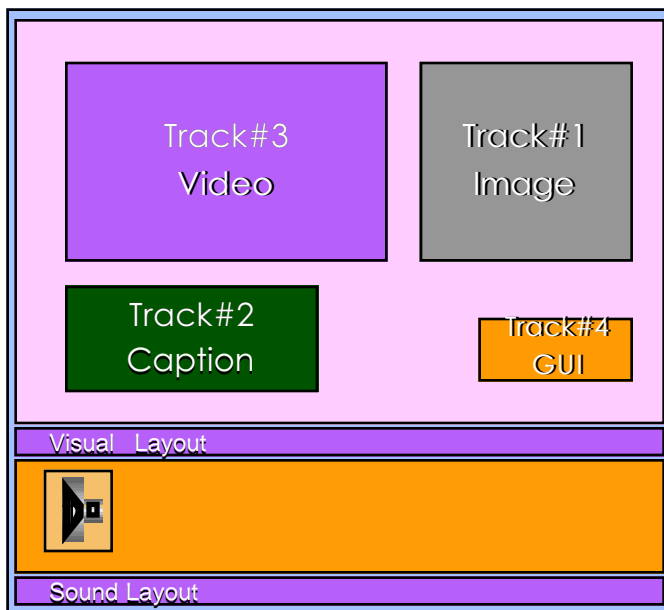 Track#3
Video
Track#1
Image
Track#2
Caption
Track#4
GUI
Visual Layout
Sound Layout